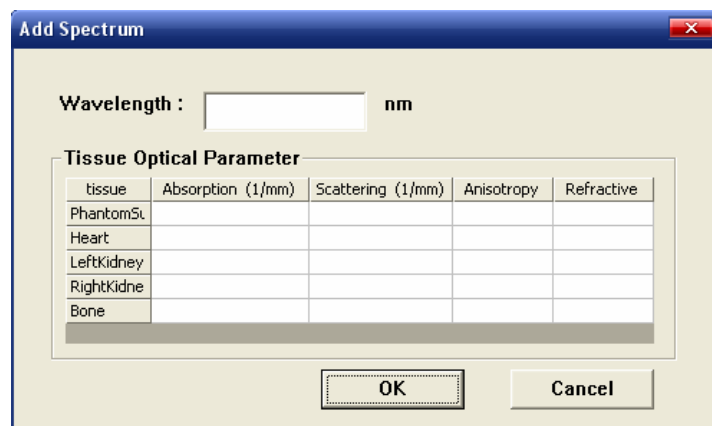 Add Spectrum
Wavelength : nm
Tissue Optical Parameter
tissue Absorption (1/mm) Scattering (1/mm) Anisotropy Refractive
PhantomSu
Heart
LeftKidney
RightKidne
Bone
OK Cancel